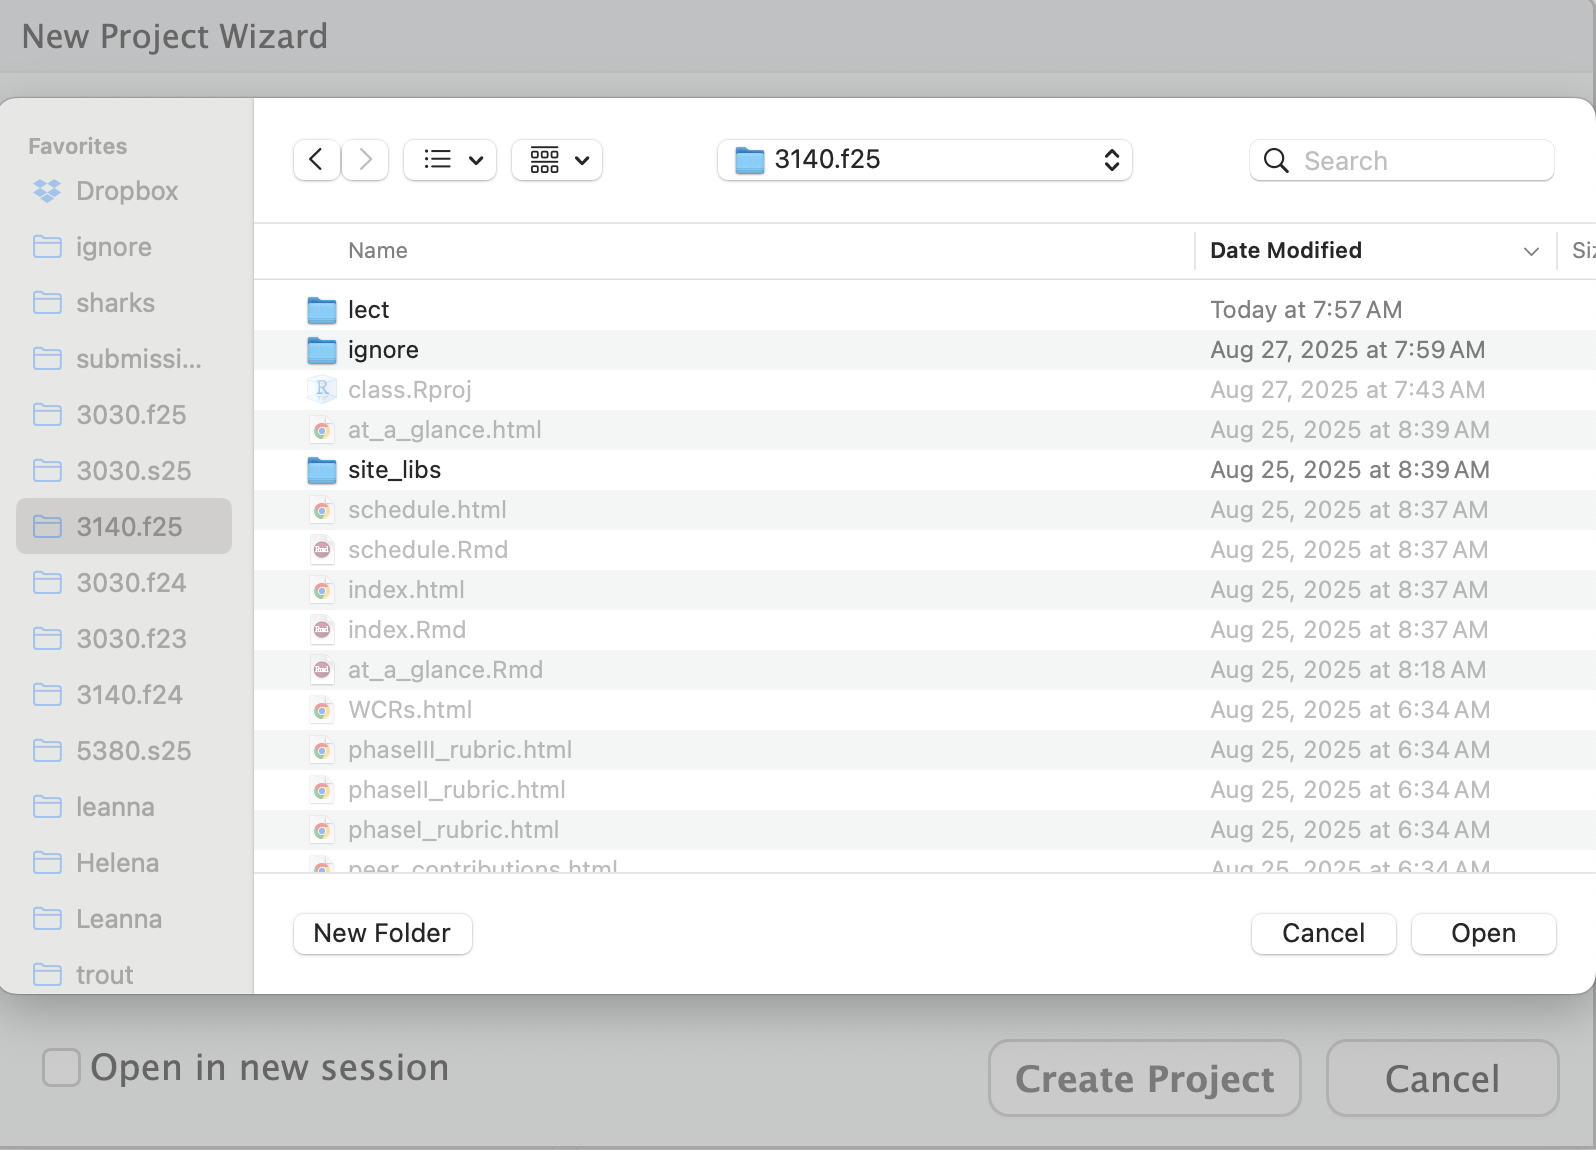 New Project Wizard
Favorites
Dropbox
ignore
sharks
submissi...
3030.f25
3030.s25
3140.f25
3030.f24
3030.f23
3140.f24
5380.s25
leanna
Helena
Leanna
trout
3140.f25
Search
Name Date Modified Siz
lect Today at 7:57 AM
ignore Aug 27, 2025 at 7:59 AM
class.Rproj Aug 27, 2025 at 7:43 AM
at_a_glance.html Aug 25, 2025 at 8:39 AM
site_libs Aug 25, 2025 at 8:39 AM
schedule.html Aug 25, 2025 at 8:37 AM
schedule.Rmd Aug 25, 2025 at 8:37 AM
index.html Aug 25, 2025 at 8:37 AM
index.Rmd Aug 25, 2025 at 8:37 AM
at_a_glance.Rmd Aug 25, 2025 at 8:18 AM
WCRs.html Aug 25, 2025 at 6:34 AM
phaseIII_rubric.html Aug 25, 2025 at 6:34 AM
phaseII_rubric.html Aug 25, 2025 at 6:34 AM
phaseI_rubric.html Aug 25, 2025 at 6:34 AM
peer_contributions.html Aug 25, 2025 at 6:34 AM
New Folder Cancel Open
Open in new session Create Project Cancel